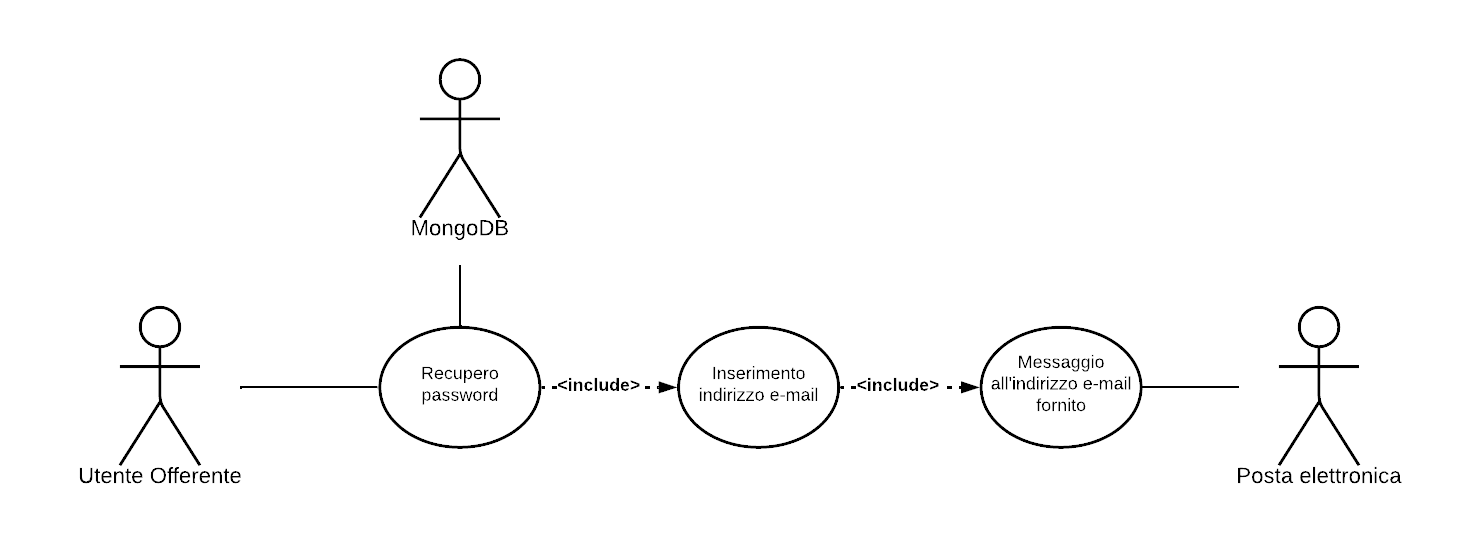 MongoDB
Utente Offerente
Recupero
password
<include>
Inserimento
indirizzo e-mail
<include>
Messaggio
all'indirizzo e-mail
fornito
Posta elettronica